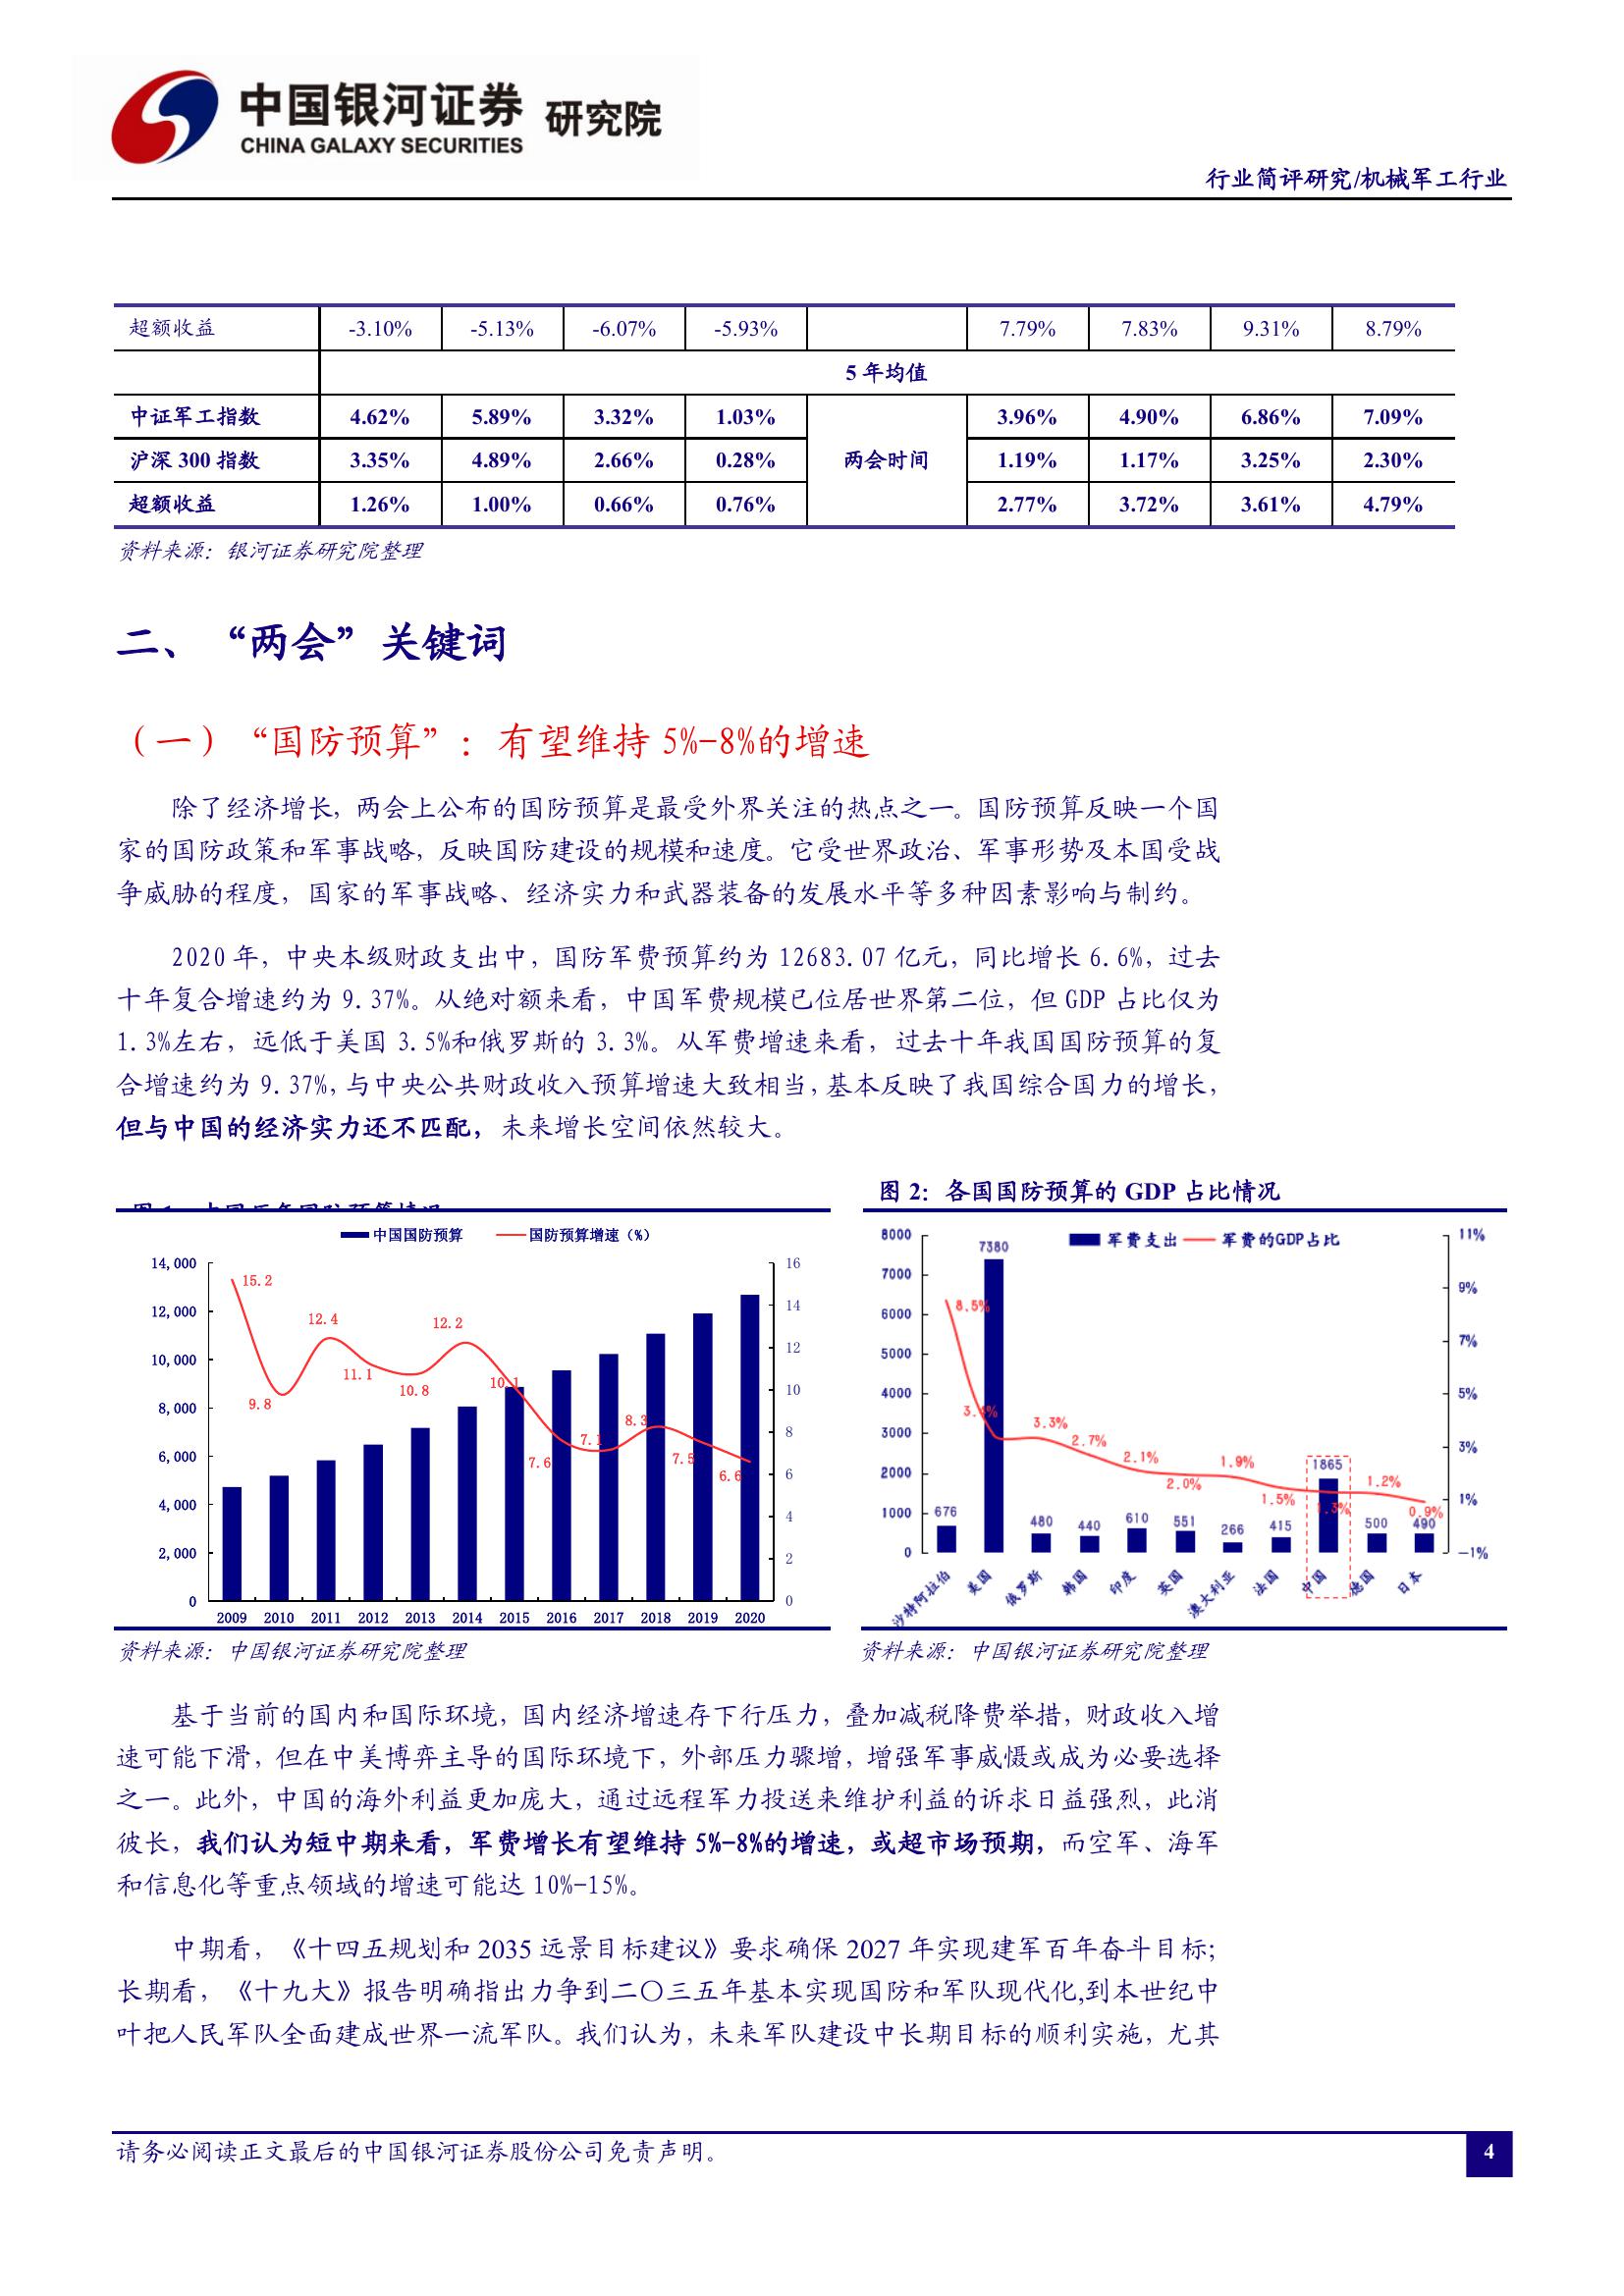 中国银河证券 研究院
CHINA GALAXY SECURITIES
行业简评研究/机械军工行业
超额收益 -3.10% -5.13% -6.07% -5.93% 7.79% 7.83% 9.31% 8.79%
5 年均值
中证军工指数 4.62% 5.89% 3.32% 1.03% 3.96% 4.90% 6.86% 7.09%
沪深 300 指数 3.35% 4.89% 2.66% 0.28% 两会时间 1.19% 1.17% 3.25% 2.30%
超额收益 1.26% 1.00% 0.66% 0.76% 2.77% 3.72% 3.61% 4.79%
资料来源：银河证券研究院整理
二、“两会”关键词
（一）“国防预算”：有望维持 5%-8%的增速
除了经济增长，两会上公布的国防预算是最受外界关注的热点之一。国防预算反映一个国
家的国防政策和军事战略，反映国防建设的规模和速度。它受世界政治、军事形势及本国受战
争威胁的程度，国家的军事战略、经济实力和武器装备的发展水平等多种因素影响与制约。
2020 年，中央本级财政支出中，国防军费预算约为 12683.07 亿元，同比增长 6.6%，过去
十年复合增速约为 9.37%。从绝对额来看，中国军费规模已位居世界第二位，但 GDP 占比仅为
1.3%左右，远低于美国 3.5%和俄罗斯的 3.3%。从军费增速来看，过去十年我国国防预算的复
合增速约为 9.37%，与中央公共财政收入预算增速大致相当，基本反映了我国综合国力的增长，
但与中国的经济实力还不匹配，未来增长空间依然较大。
中国国防预算 国防预算增速（%）
14,000
12,000
10,000
8,000
6,000
4,000
2,000
0
15.2
9.8
12.4
11.1
10.8
12.2
10.1
7.6
7.1
8.3
7.5
6.6
16
14
12
10
8
6
4
2
0
2009 2010 2011 2012 2013 2014 2015 2016 2017 2018 2019 2020
资料来源：中国银河证券研究院整理
图 2：各国国防预算的 GDP 占比情况
军费支出 军费的GDP占比
8000
7000
6000
5000
4000
3000
2000
1000
0
676 7380 480 440 610 551 266 415 1865 500 490
8.5% 3.3% 2.7% 2.1% 2.0% 1.9% 1.5% 1.3% 1.2% 0.9%
11%
9%
7%
5%
3%
1%
-1%
沙特阿拉伯 美国 俄罗斯 韩国 印度 英国 澳大利亚 法国 中国 德国 日本
资料来源：中国银河证券研究院整理
基于当前的国内和国际环境，国内经济增速存下行压力，叠加减税降费举措，财政收入增
速可能下滑，但在中美博弈主导的国际环境下，外部压力骤增，增强军事威慑或成为必要选择
之一。此外，中国的海外利益更加庞大，通过远程军力投送来维护利益的诉求日益强烈，此消
彼长，我们认为短中期来看，军费增长有望维持 5%-8%的增速，或超市场预期，而空军、海军
和信息化等重点领域的增速可能达 10%-15%。
中期看，《十四五规划和 2035 远景目标建议》要求确保 2027 年实现建军百年奋斗目标；
长期看，《十九大》报告明确指出力争到二〇三五年基本实现国防和军队现代化,到本世纪中
叶把人民军队全面建成世界一流军队。我们认为，未来军队建设中长期目标的顺利实施，尤其
请务必阅读正文最后的中国银河证券股份公司免责声明。
4